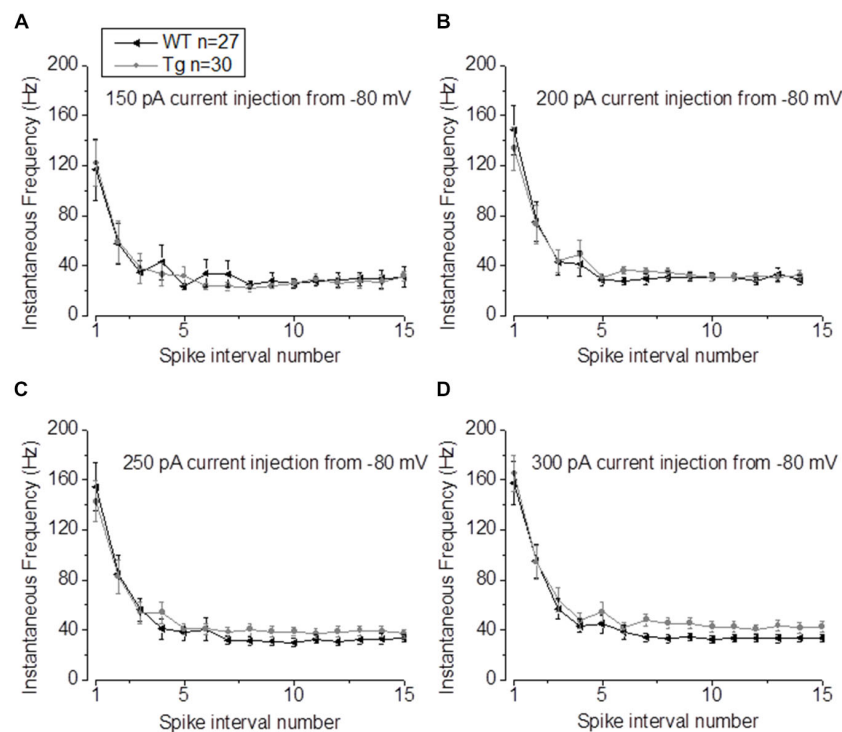 A
WT n=27
Tg n=30
150 pA current injection from -80 mV
Instantaneous Frequency (Hz)
200
160
120
80
40
0
1
5
10
15
Spike interval number
B
200 pA current injection from -80 mV
Instantaneous Frequency (Hz)
200
160
120
80
40
0
1
5
10
15
Spike interval number
C
250 pA current injection from -80 mV
Instantaneous Frequency (Hz)
200
160
120
80
40
0
1
5
10
15
Spike interval number
D
300 pA current injection from -80 mV
Instantaneous Frequency (Hz)
200
160
120
80
40
0
1
5
10
15
Spike interval number